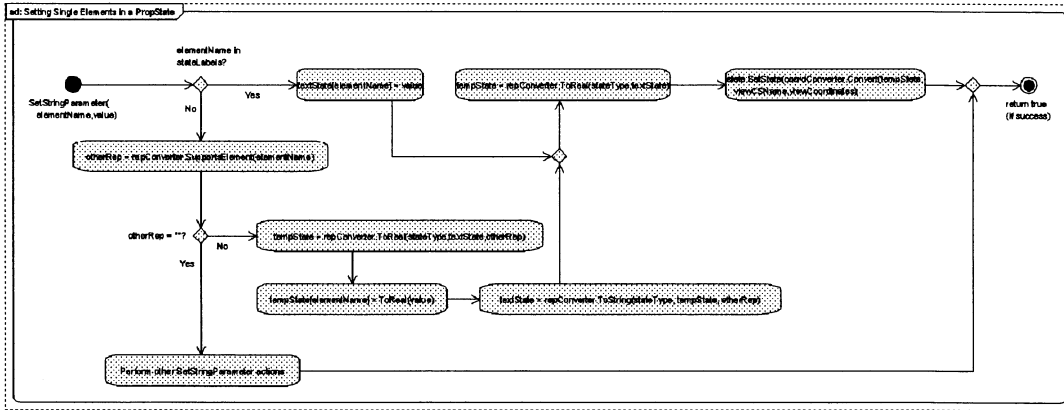 ad: Setting Single Elements in a PropState
elementName in
stateLabels?
SetStringParameter(
elementName,value)
Yes
No
textState[elementName] = value
tempState = repConverter.ToReal(stateType,textState)
state.SetState(coordConverter.Convert(tempState,
viewCSName,viewCoordinates)
return true
(if success)
otherRep = repConverter.SupportsElement(elementName)
otherRep = ""?
No
Yes
tempState = repConverter.ToReal(stateType,textState,otherRep)
tempState[elementName] = ToReal(value)
textState = repConverter.ToString(stateType, tempState, otherRep)
Perform other SetStringParameter actions